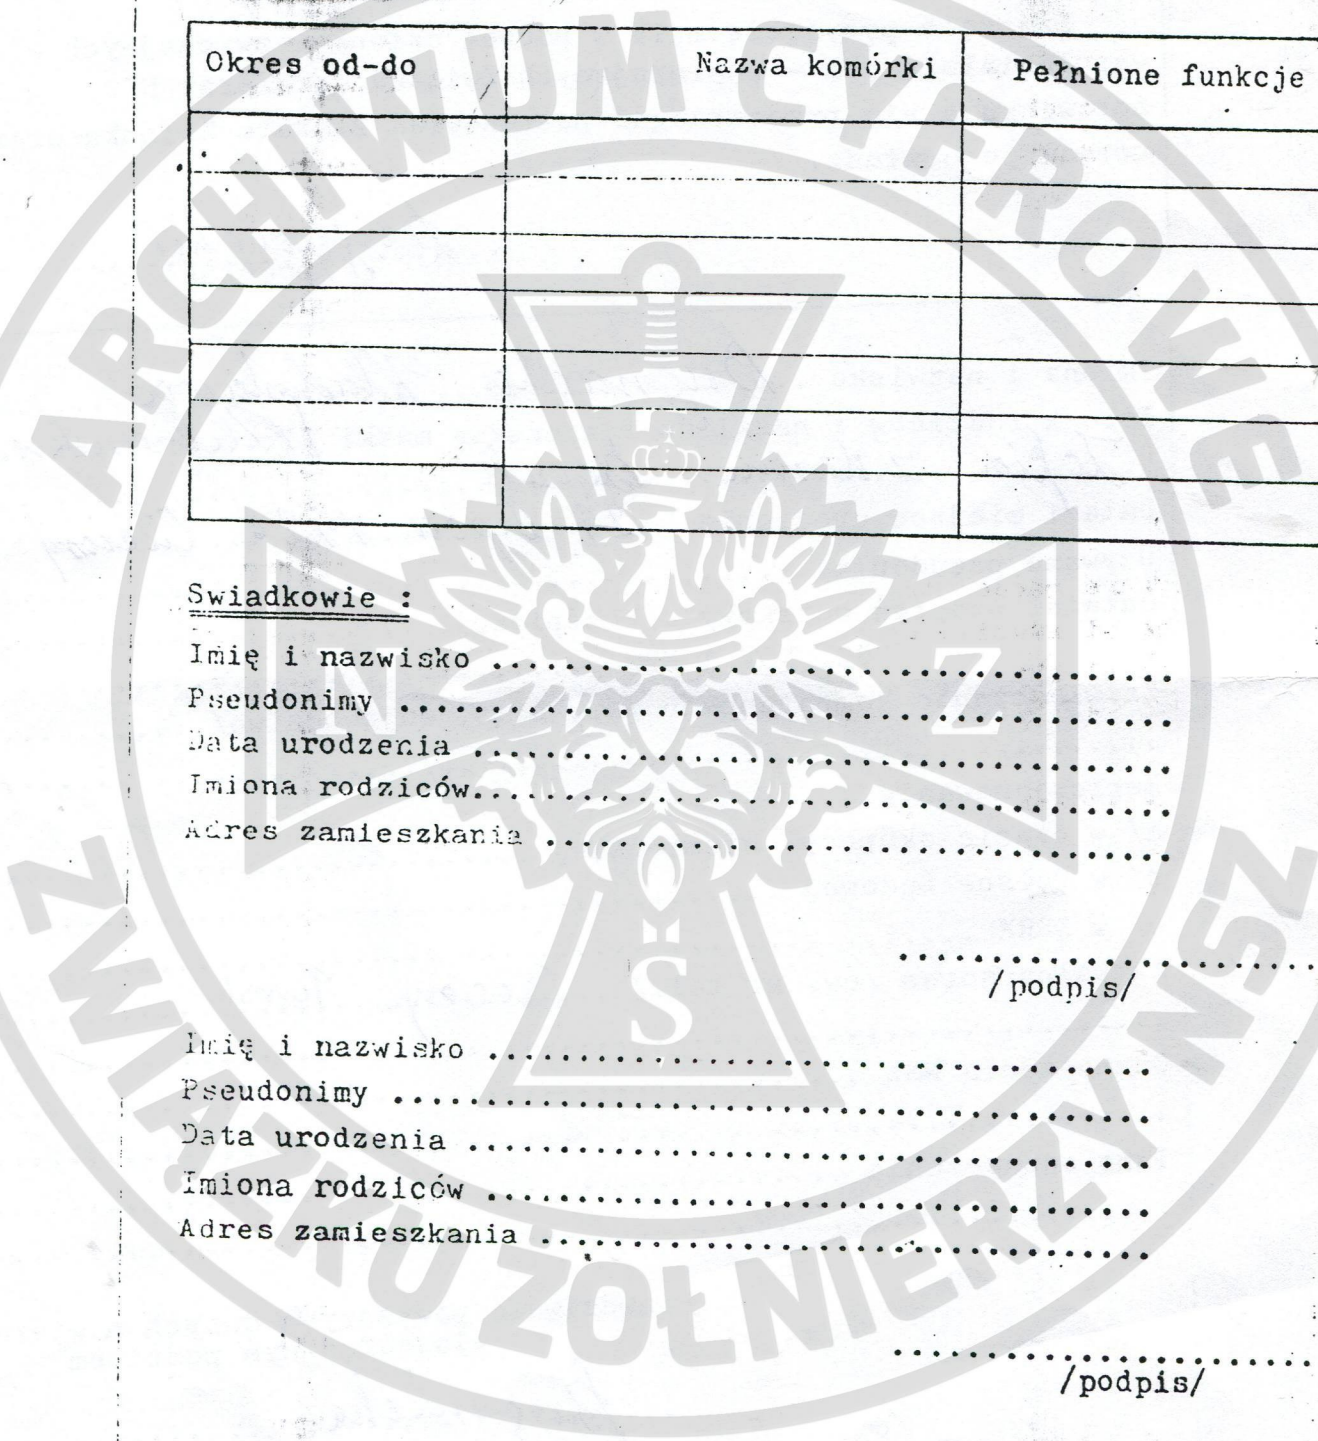 Okres od-do Nazwa komórki Pełnione funkcje
Swiadkowie :
Imię i nazwisko ....................................
Pseudonimy ........................................
Data urodzenia ....................................
Imiona rodziców....................................
Adres zamieszkania ................................
.......................
/podpis/
Imię i nazwisko ...................................
Pseudonimy ........................................
Data urodzenia ....................................
Imiona rodziców ...................................
Adres zamieszkania ................................
.......................
/podpis/
ARCHIWUM CYFROWE
ZWIĄZKU ŻOŁNIERZY NSZ
N Z
S